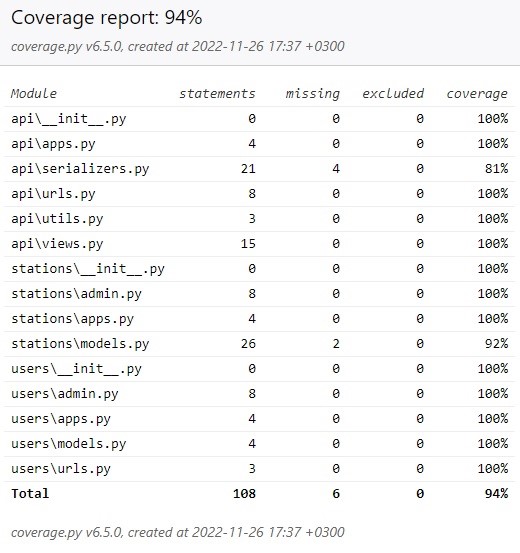 Coverage report: 94%
coverage.py v6.5.0, created at 2022-11-26 17:37 +0300
Module statements missing excluded coverage
api\__init__.py 0 0 0 100%
api\apps.py 4 0 0 100%
api\serializers.py 21 4 0 81%
api\urls.py 8 0 0 100%
api\utils.py 3 0 0 100%
api\views.py 15 0 0 100%
stations\__init__.py 0 0 0 100%
stations\admin.py 8 0 0 100%
stations\apps.py 4 0 0 100%
stations\models.py 26 2 0 92%
users\__init__.py 0 0 0 100%
users\admin.py 8 0 0 100%
users\apps.py 4 0 0 100%
users\models.py 4 0 0 100%
users\urls.py 3 0 0 100%
Total 108 6 0 94%
coverage.py v6.5.0, created at 2022-11-26 17:37 +0300